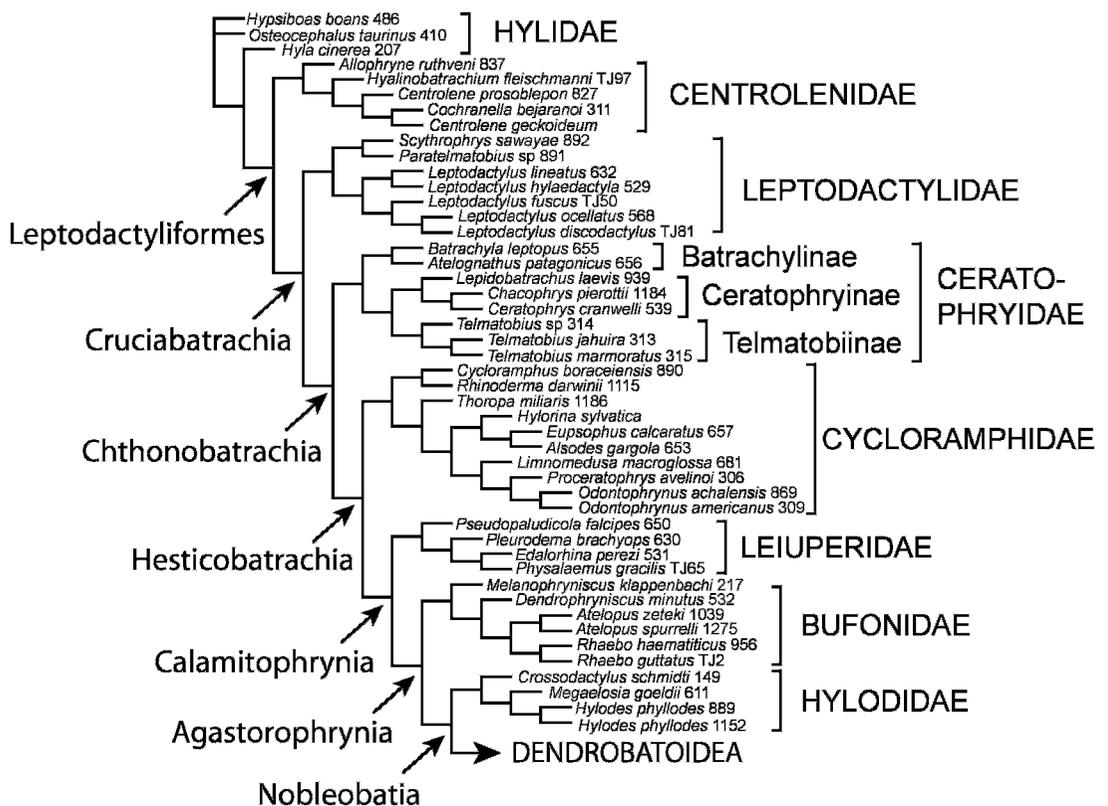 Hypsiboas boans 486
Osteocephalus taurinus 410
Hyla cinerea 207
HYLIDAE
Allophryne ruthveni 837
Hyalinobatrachium fleischmanni TJ97
Centrolene prosoblepon 827
Cochranella bejaranoi 311
Centrolene geckoideum
CENTROLENIDAE
Scythrophrys sawayae 892
Paratelmatobius sp 891
Leptodactylus lineatus 632
Leptodactylus hylaedactyla 529
Leptodactylus fuscus TJ50
Leptodactylus ocellatus 568
Leptodactylus discodactylus TJ81
LEPTODACTYLIDAE
Leptodactyliformes
Batrachyla leptopus 655
Atelognathus patagonicus 656
Batrachylinae
Lepidobatrachus laevis 939
Chacophrys pierottii 1184
Ceratophrys cranwelli 539
Ceratophryinae
Telmatobius sp 314
Telmatobius jahuira 313
Telmatobius marmoratus 315
Telmatobiinae
CERATO-
PHRYIDAE
Cruciabatrachia
Cycloramphus boraceiensis 890
Rhinoderma darwinii 1115
Thoropa miliaris 1186
Hylorina sylvatica
Eupsophus calcaratus 657
Alsodes gargola 653
Limnomedusa macroglossa 681
Proceratophrys avelinoi 306
Odontophrynus achalensis 869
Odontophrynus americanus 309
CYCLORAMPHIDAE
Chthonobatrachia
Pseudopaludicola falcipes 650
Pleurodema brachyops 630
Edalorhina perezi 531
Physalaemus gracilis TJ65
LEIUPERIDAE
Hesticobatrachia
Melanophryniscus klappenbachi 217
Dendrophryniscus minutus 532
Atelopus zeteki 1039
Atelopus spurrelli 1275
Rhaebo haematiticus 956
Rhaebo guttatus TJ2
BUFONIDAE
Calamitophrynia
Crossodactylus schmidti 149
Megaelosia goeldii 611
Hylodes phyllodes 889
Hylodes phyllodes 1152
HYLODIDAE
Agastorophrynia
DENDROBATOIDEA
Nobleobatia